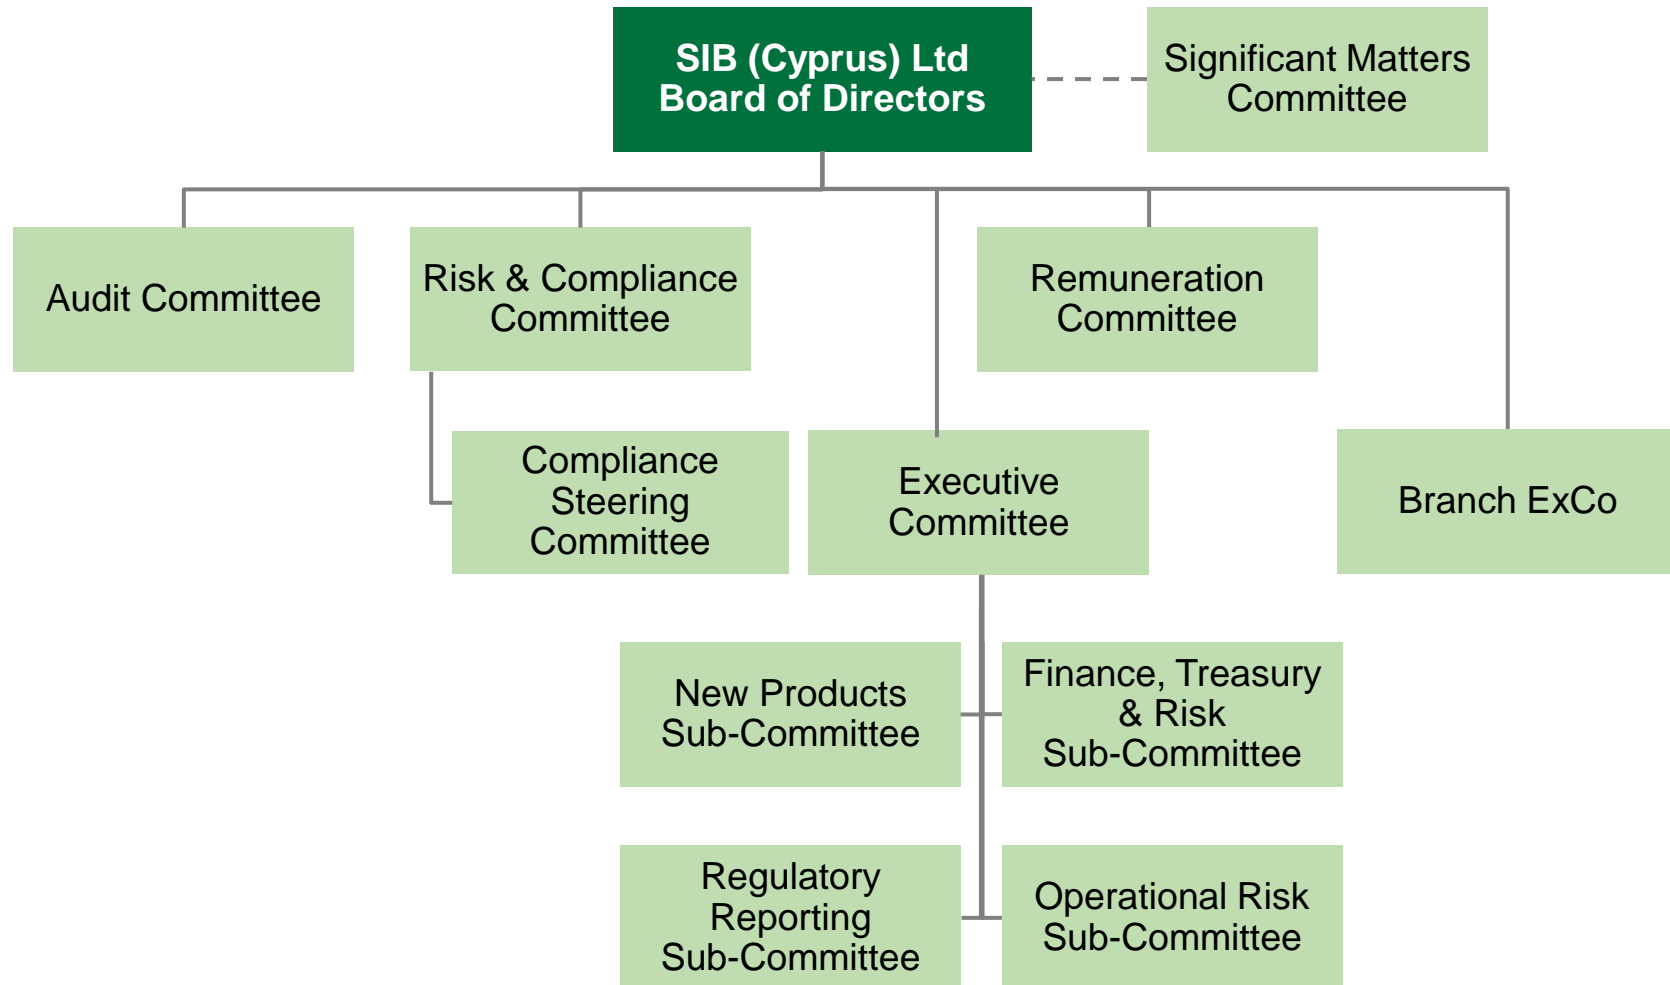 SIB (Cyprus) Ltd
Board of Directors
Significant Matters
Committee
Audit Committee
Risk & Compliance
Committee
Remuneration
Committee
Compliance
Steering
Committee
Executive
Committee
Branch ExCo
New Products
Sub-Committee
Finance, Treasury
& Risk
Sub-Committee
Regulatory
Reporting
Sub-Committee
Operational Risk
Sub-Committee